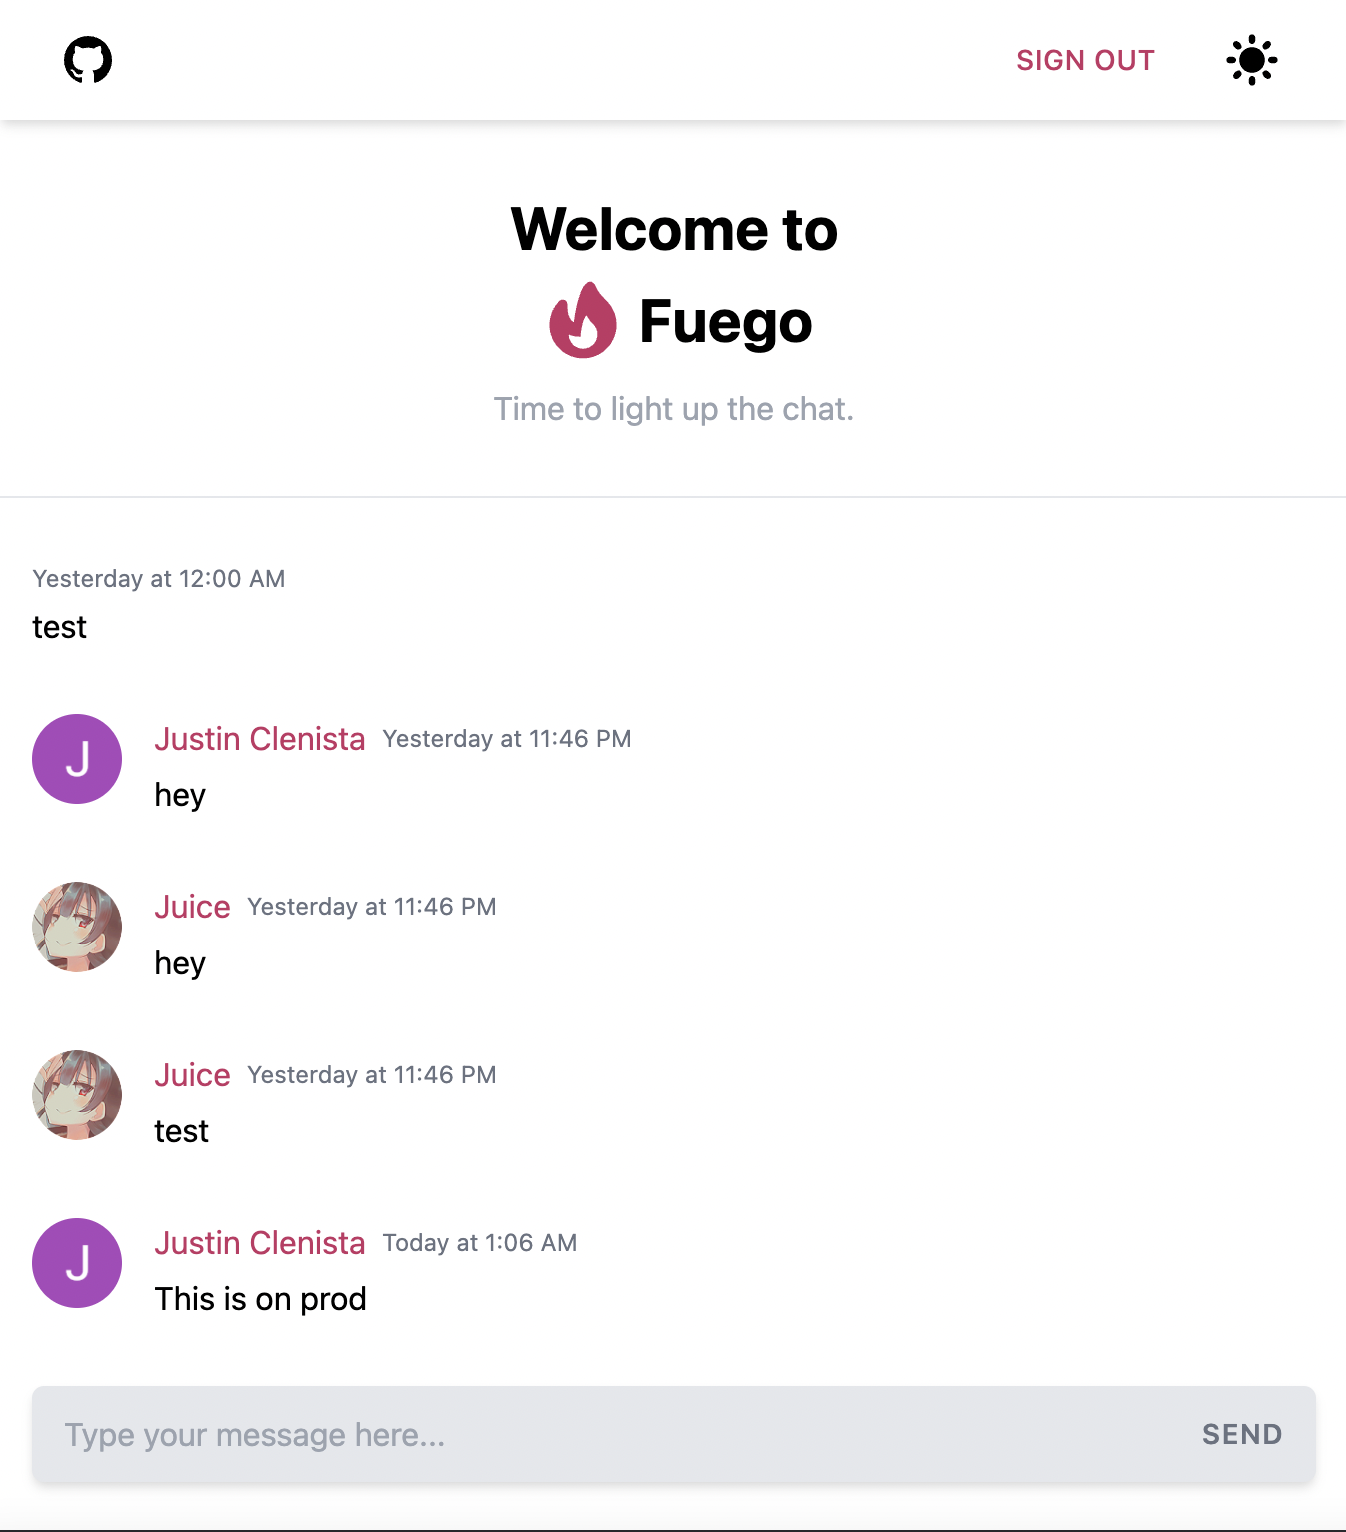 SIGN OUT
Welcome to
Fuego
Time to light up the chat.
Yesterday at 12:00 AM
test
J
Justin Clenista Yesterday at 11:46 PM
hey
Juice Yesterday at 11:46 PM
hey
Juice Yesterday at 11:46 PM
test
J
Justin Clenista Today at 1:06 AM
This is on prod
Type your message here... SEND